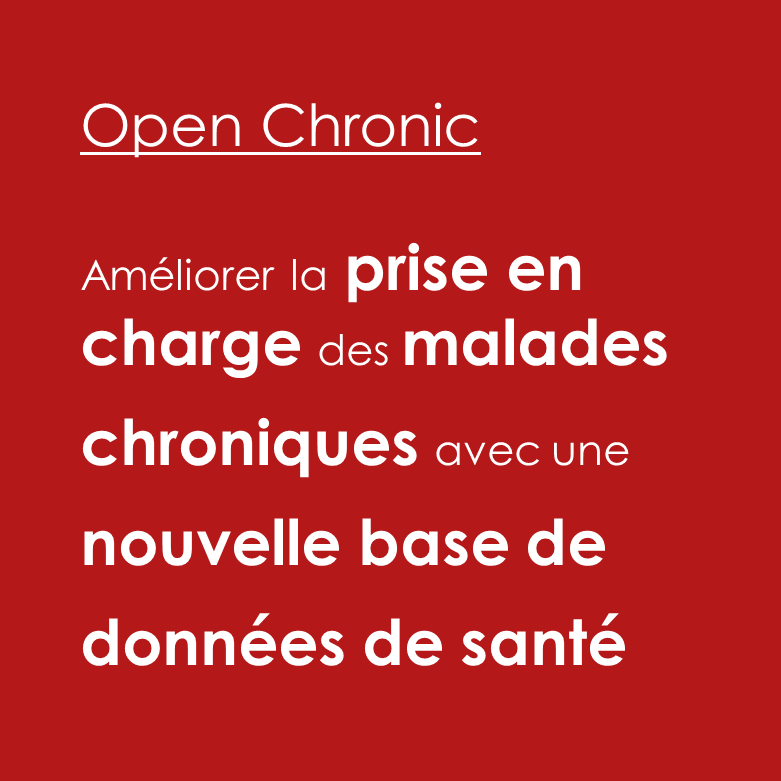 Open Chronic
Améliorer la prise en
charge des malades
chroniques avec une
nouvelle base de
données de santé